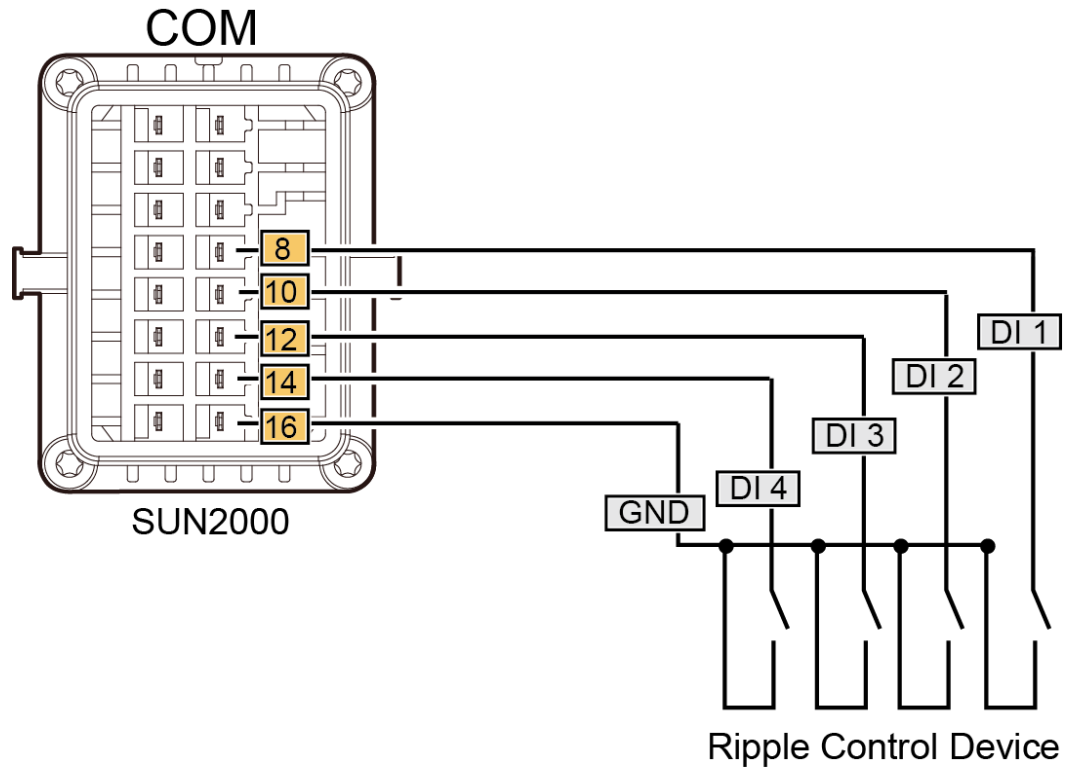 COM
8
10
12
14
16
DI 1
DI 2
DI 3
DI 4
GND
SUN2000
Ripple Control Device